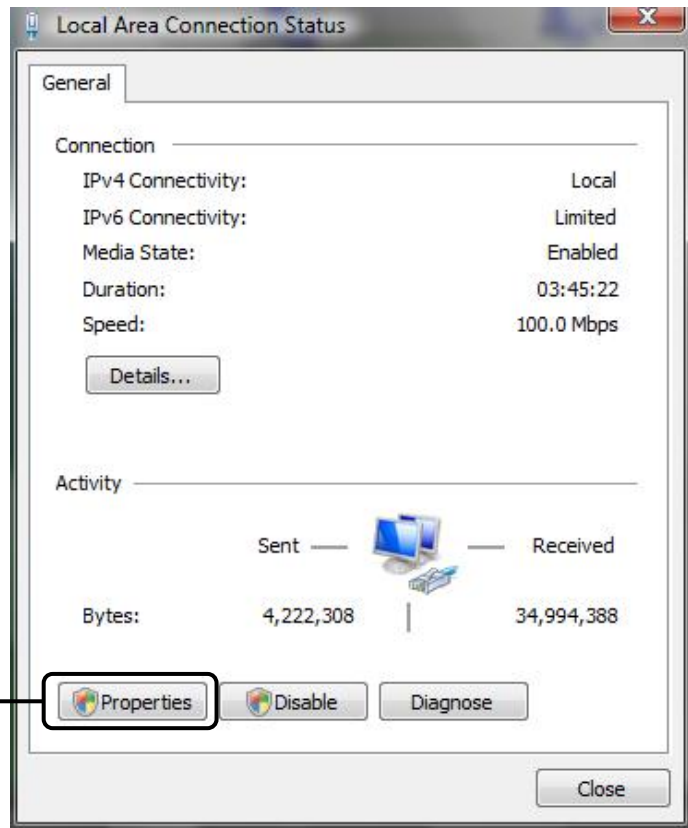 Local Area Connection Status
General
Connection
IPv4 Connectivity: Local
IPv6 Connectivity: Limited
Media State: Enabled
Duration: 03:45:22
Speed: 100.0 Mbps
Details...
Activity
Sent Received
Bytes: 4,222,308 34,994,388
Properties Disable Diagnose
Close